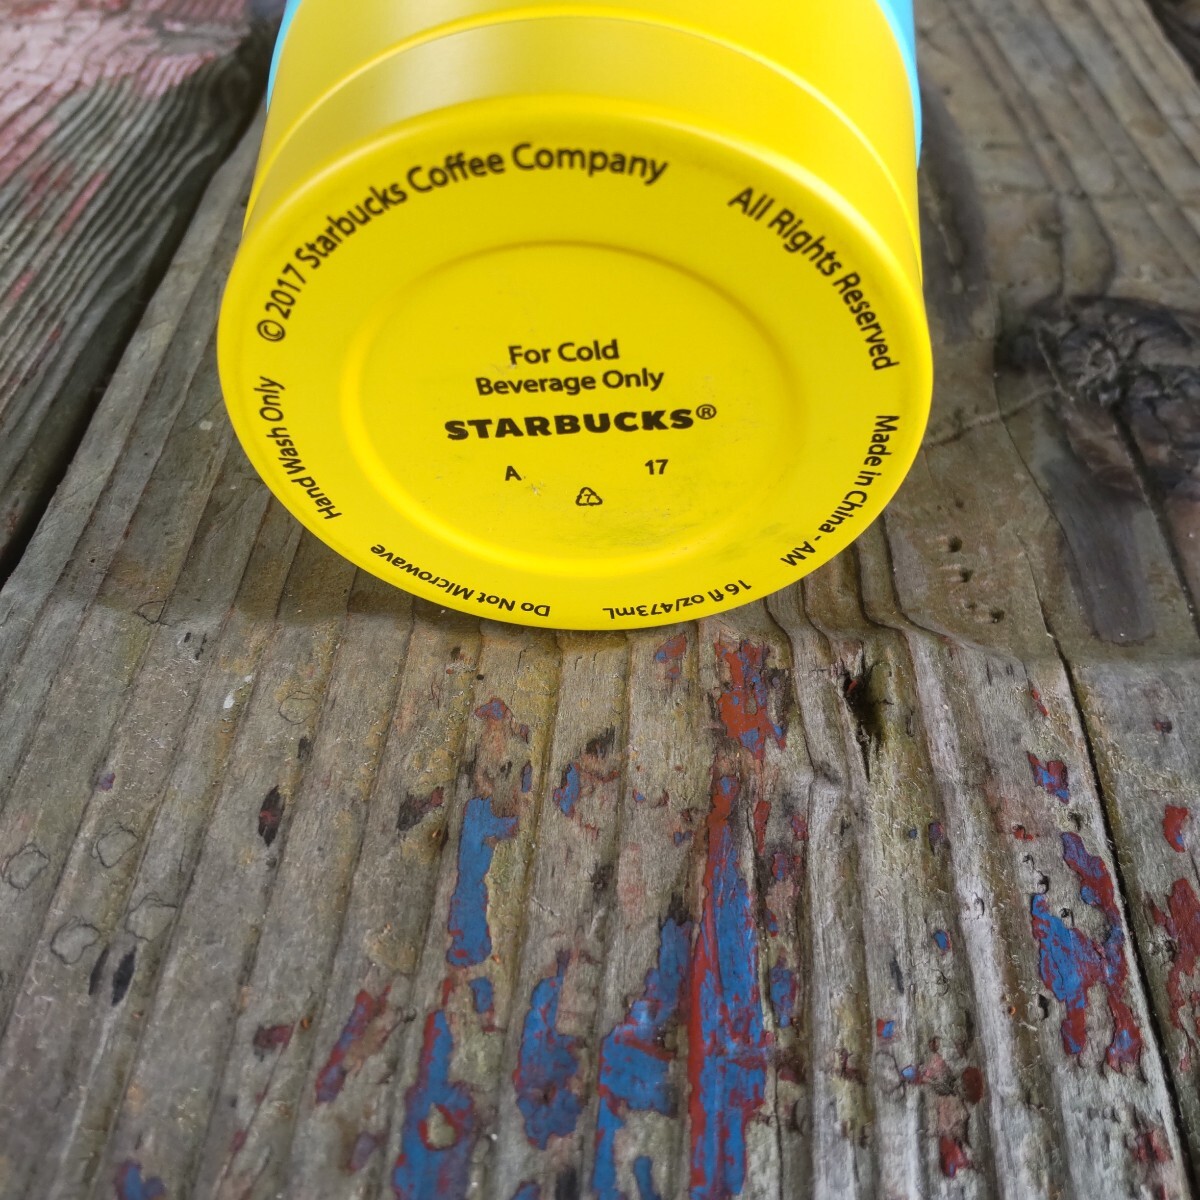 © 2017 Starbucks Coffee Company
All Rights Reserved
Made in China - AM
16 fl oz/473mL
Do Not Microwave
Hand Wash Only
For Cold
Beverage Only
STARBUCKS®
A 17
7